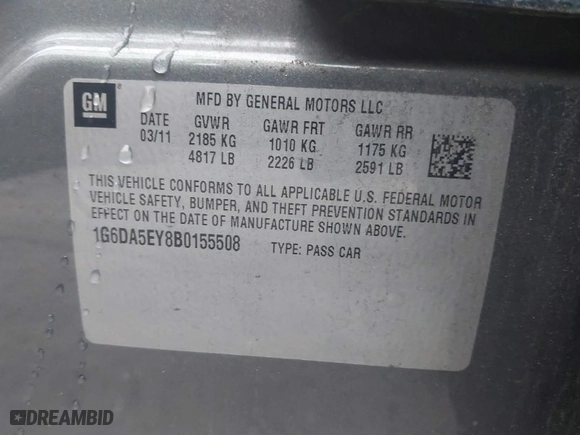 GM
MFD BY GENERAL MOTORS LLC
DATE GVWR GAWR FRT GAWR RR
03/11 2185 KG 1010 KG 1175 KG
4817 LB 2226 LB 2591 LB
THIS VEHICLE CONFORMS TO ALL APPLICABLE U.S. FEDERAL MOTOR
VEHICLE SAFETY, BUMPER, AND THEFT PREVENTION STANDARDS IN
EFFECT ON THE DATE OF MANUFACTURE SHOWN ABOVE.
1G6DA5EY8B0155508 TYPE: PASS CAR
DREAMBID